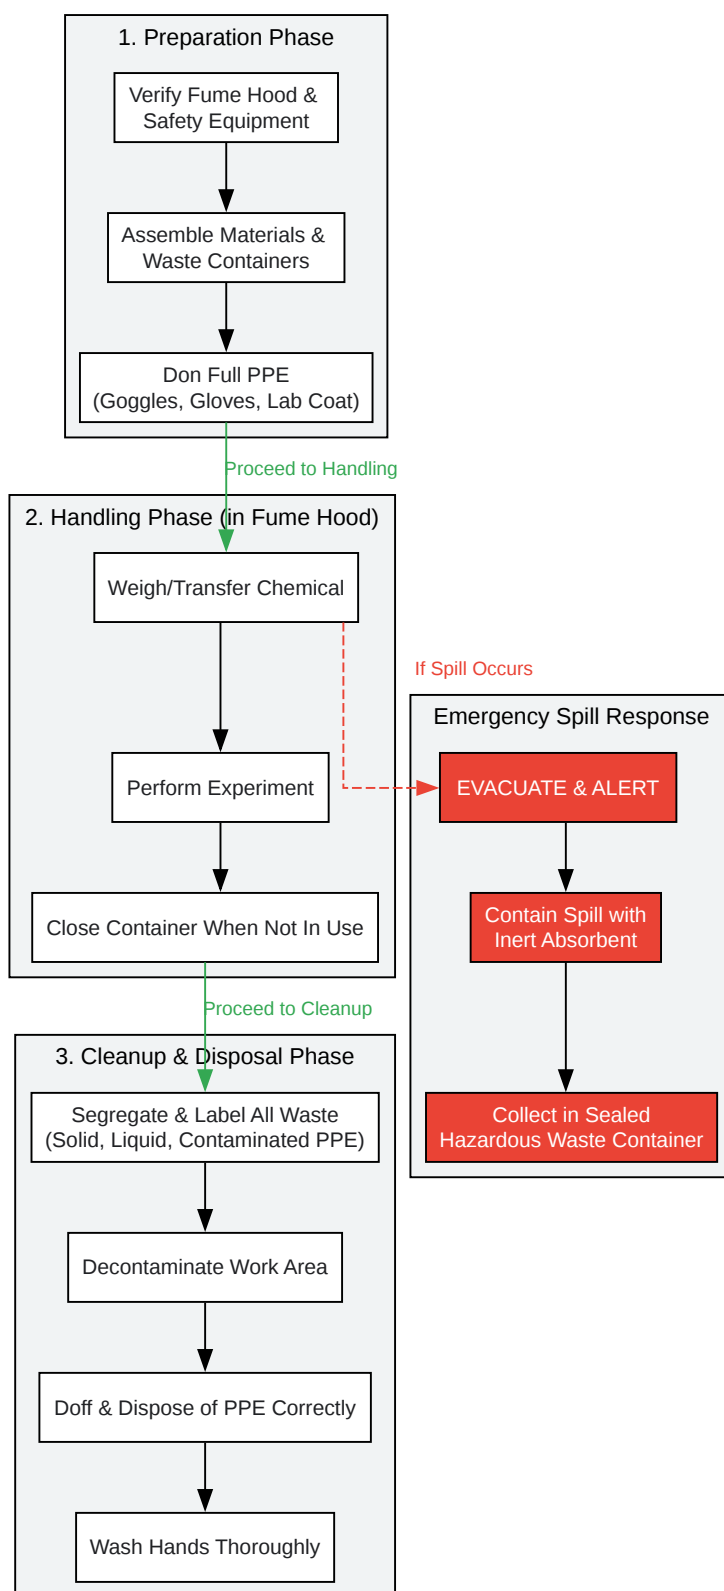 1. Preparation Phase
Verify Fume Hood &
Safety Equipment
Assemble Materials &
Waste Containers
Don Full PPE
(Goggles, Gloves, Lab Coat)
Proceed to Handling
2. Handling Phase (in Fume Hood)
Weigh/Transfer Chemical
If Spill Occurs
Emergency Spill Response
Perform Experiment
EVACUATE & ALERT
Close Container When Not In Use
Contain Spill with
Inert Absorbent
Proceed to Cleanup
3. Cleanup & Disposal Phase
Segregate & Label All Waste
(Solid, Liquid, Contaminated PPE)
Collect in Sealed
Hazardous Waste Container
Decontaminate Work Area
Doff & Dispose of PPE Correctly
Wash Hands Thoroughly